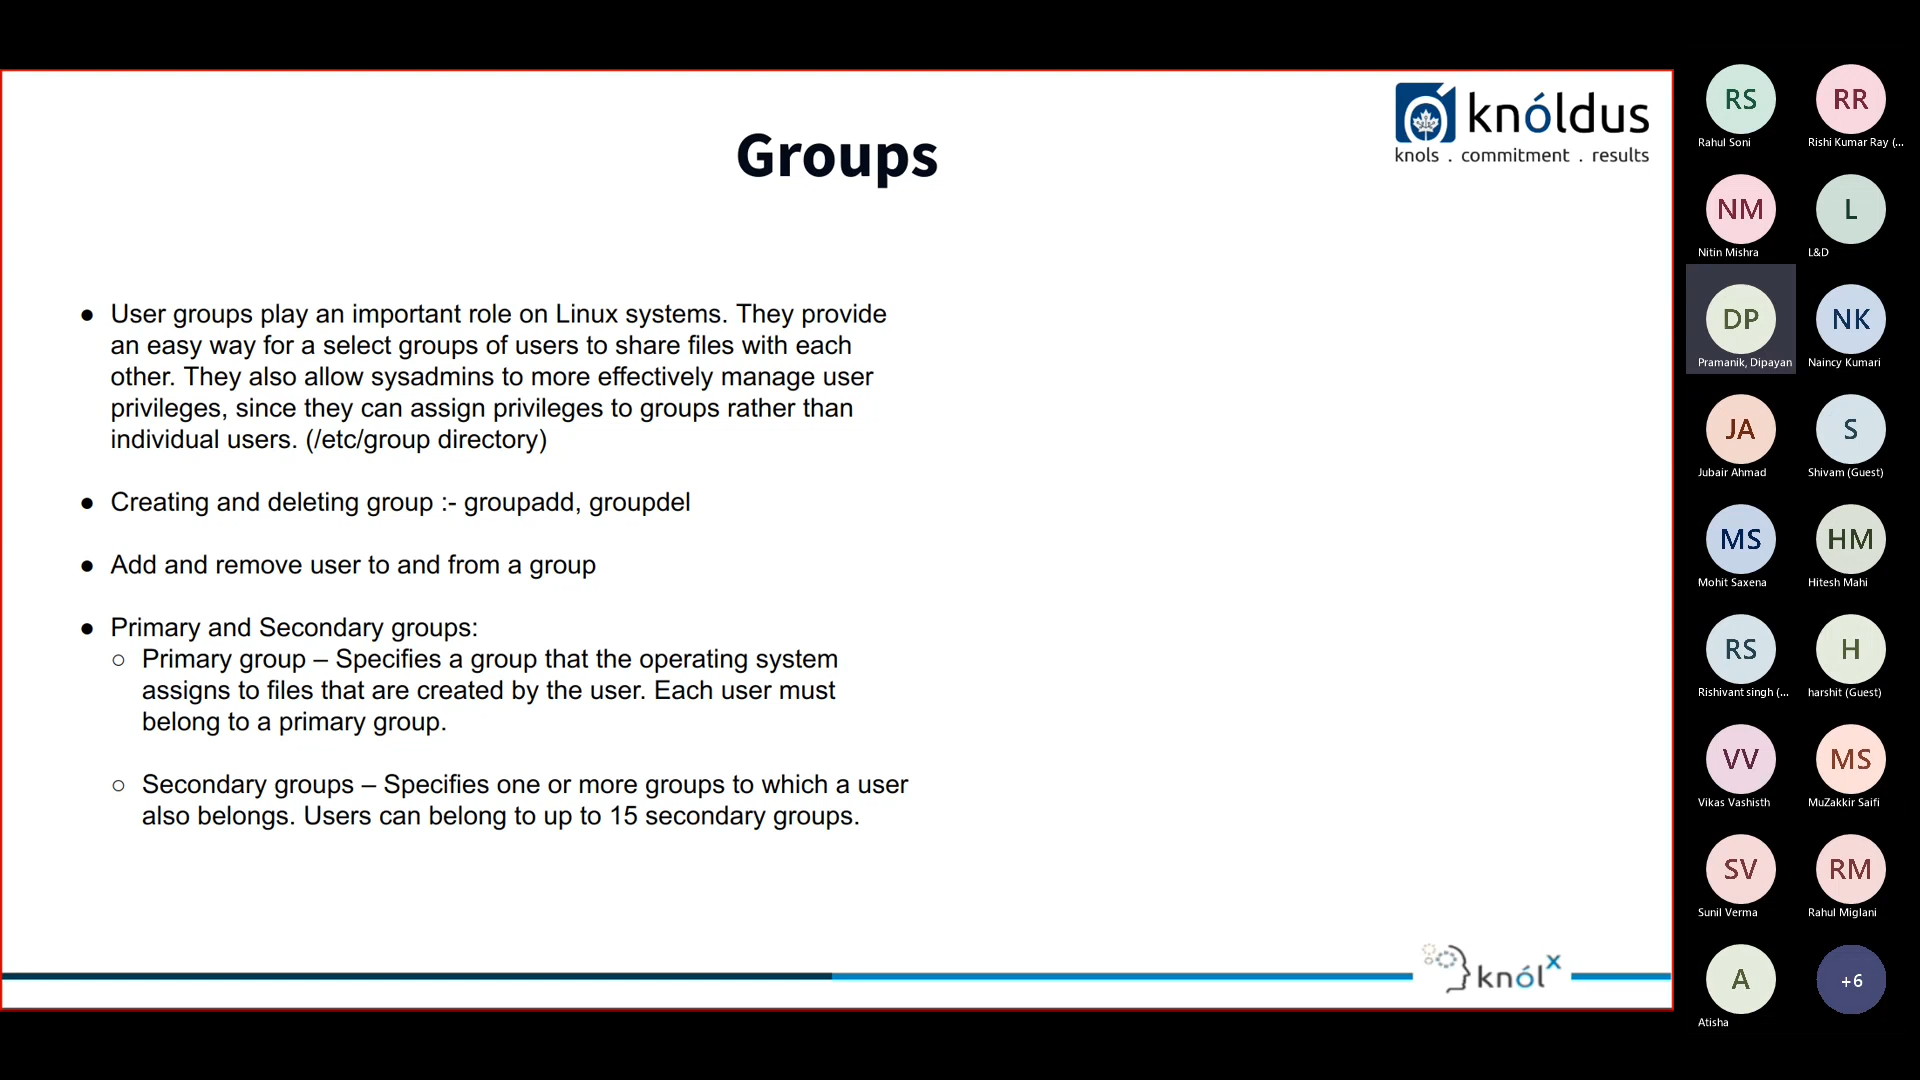 Groups
knóldus
knols . commitment . results
● User groups play an important role on Linux systems. They provide
an easy way for a select groups of users to share files with each
other. They also allow sysadmins to more effectively manage user
privileges, since they can assign privileges to groups rather than
individual users. (/etc/group directory)
● Creating and deleting group :- groupadd, groupdel
● Add and remove user to and from a group
● Primary and Secondary groups:
○ Primary group – Specifies a group that the operating system
assigns to files that are created by the user. Each user must
belong to a primary group.
○ Secondary groups – Specifies one or more groups to which a user
also belongs. Users can belong to up to 15 secondary groups.
knólx
RS
Rahul Soni
RR
Rishi Kumar Ray (...
NM
Nitin Mishra
L
L&D
DP
Pramanik, Dipayan
NK
Naincy Kumari
JA
Jubair Ahmad
S
Shivam (Guest)
MS
Mohit Saxena
HM
Hitesh Mahi
RS
Rishivant singh (...
H
harshit (Guest)
VV
Vikas Vashisth
MS
MuZakkir Saifi
SV
Sunil Verma
RM
Rahul Miglani
A
Atisha
+6